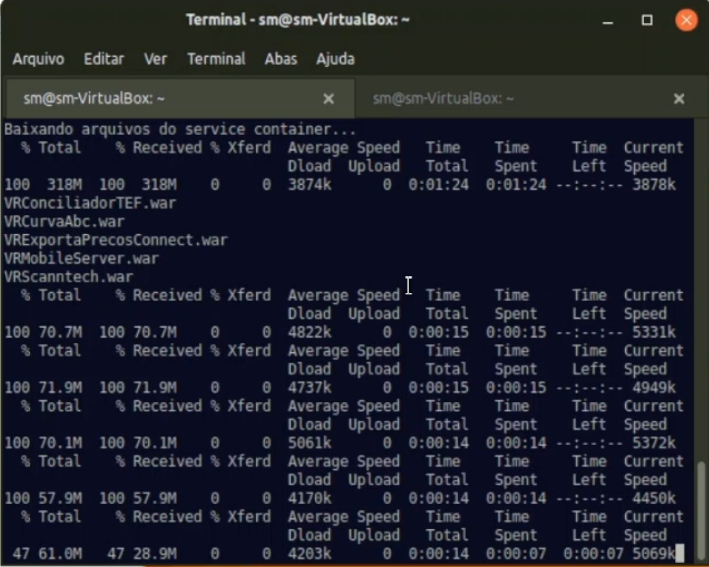 Terminal - sm@sm-VirtualBox: ~
Arquivo Editar Ver Terminal Abas Ajuda
sm@sm-VirtualBox: ~ sm@sm-VirtualBox: ~
Baixando arquivos do service container...
% Total % Received % Xferd Average Speed Time Time Time Current
Dload Upload Total Spent Left Speed
100 318M 100 318M 0 0 3874k 0 0:01:24 0:01:24 --:--:-- 3878k
VRConciliadorTEF.war
VRCurvaAbc.war
VRExportaPrecosConnect.war
VRMobileServer.war
VRScanntech.war
% Total % Received % Xferd Average Speed Time Time Time Current
Dload Upload Total Spent Left Speed
100 70.7M 100 70.7M 0 0 4822k 0 0:00:15 0:00:15 --:--:-- 5331k
% Total % Received % Xferd Average Speed Time Time Time Current
Dload Upload Total Spent Left Speed
100 71.9M 100 71.9M 0 0 4737k 0 0:00:15 0:00:15 --:--:-- 4949k
% Total % Received % Xferd Average Speed Time Time Time Current
Dload Upload Total Spent Left Speed
100 70.1M 100 70.1M 0 0 5061k 0 0:00:14 0:00:14 --:--:-- 5372k
% Total % Received % Xferd Average Speed Time Time Time Current
Dload Upload Total Spent Left Speed
100 57.9M 100 57.9M 0 0 4170k 0 0:00:14 0:00:14 --:--:-- 4450k
% Total % Received % Xferd Average Speed Time Time Time Current
Dload Upload Total Spent Left Speed
47 61.0M 47 28.9M 0 0 4203k 0 0:00:14 0:00:07 0:00:07 5069k